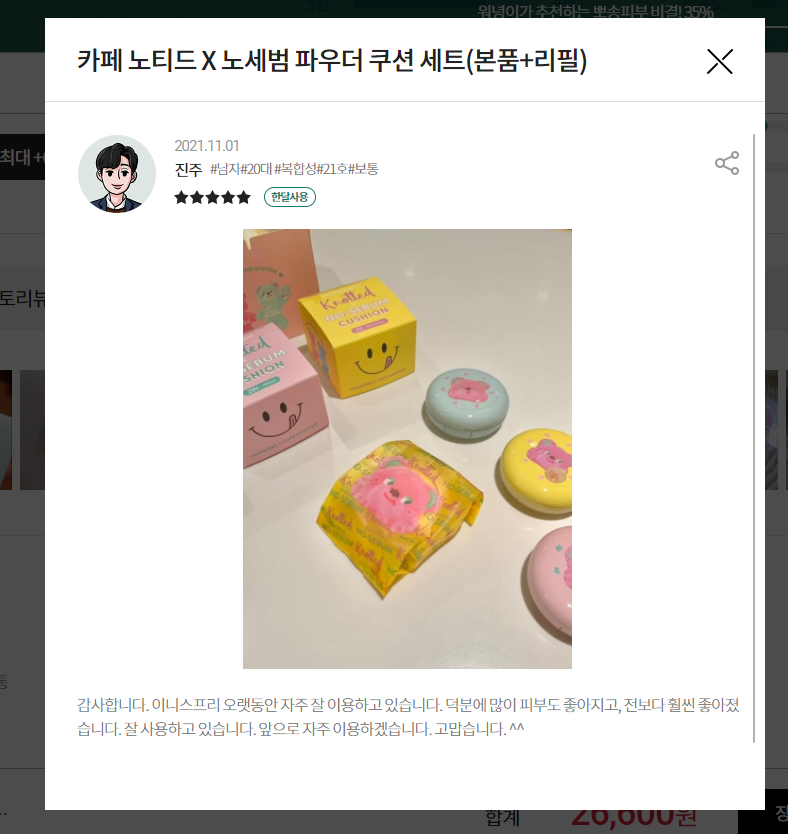 워녕이가 추천하는 뽀송피부 비결! 35%
카페 노티드 X 노세범 파우더 쿠션 세트(본품+리필)
최대 +
2021.11.01
진주 #남자#20대 #복합성#21호#보통
한달사용
토리뷰
Knotted
NO-SEBUM
CUSHION
CUSHION
Knotted
NO-SEBUM
Knotted
감사합니다. 이니스프리 오랫동안 자주 잘 이용하고 있습니다. 덕분에 많이 피부도 좋아지고, 전보다 훨씬 좋아졌
습니다. 잘 사용하고 있습니다. 앞으로 자주 이용하겠습니다. 고맙습니다. ^^
합계 26,600원